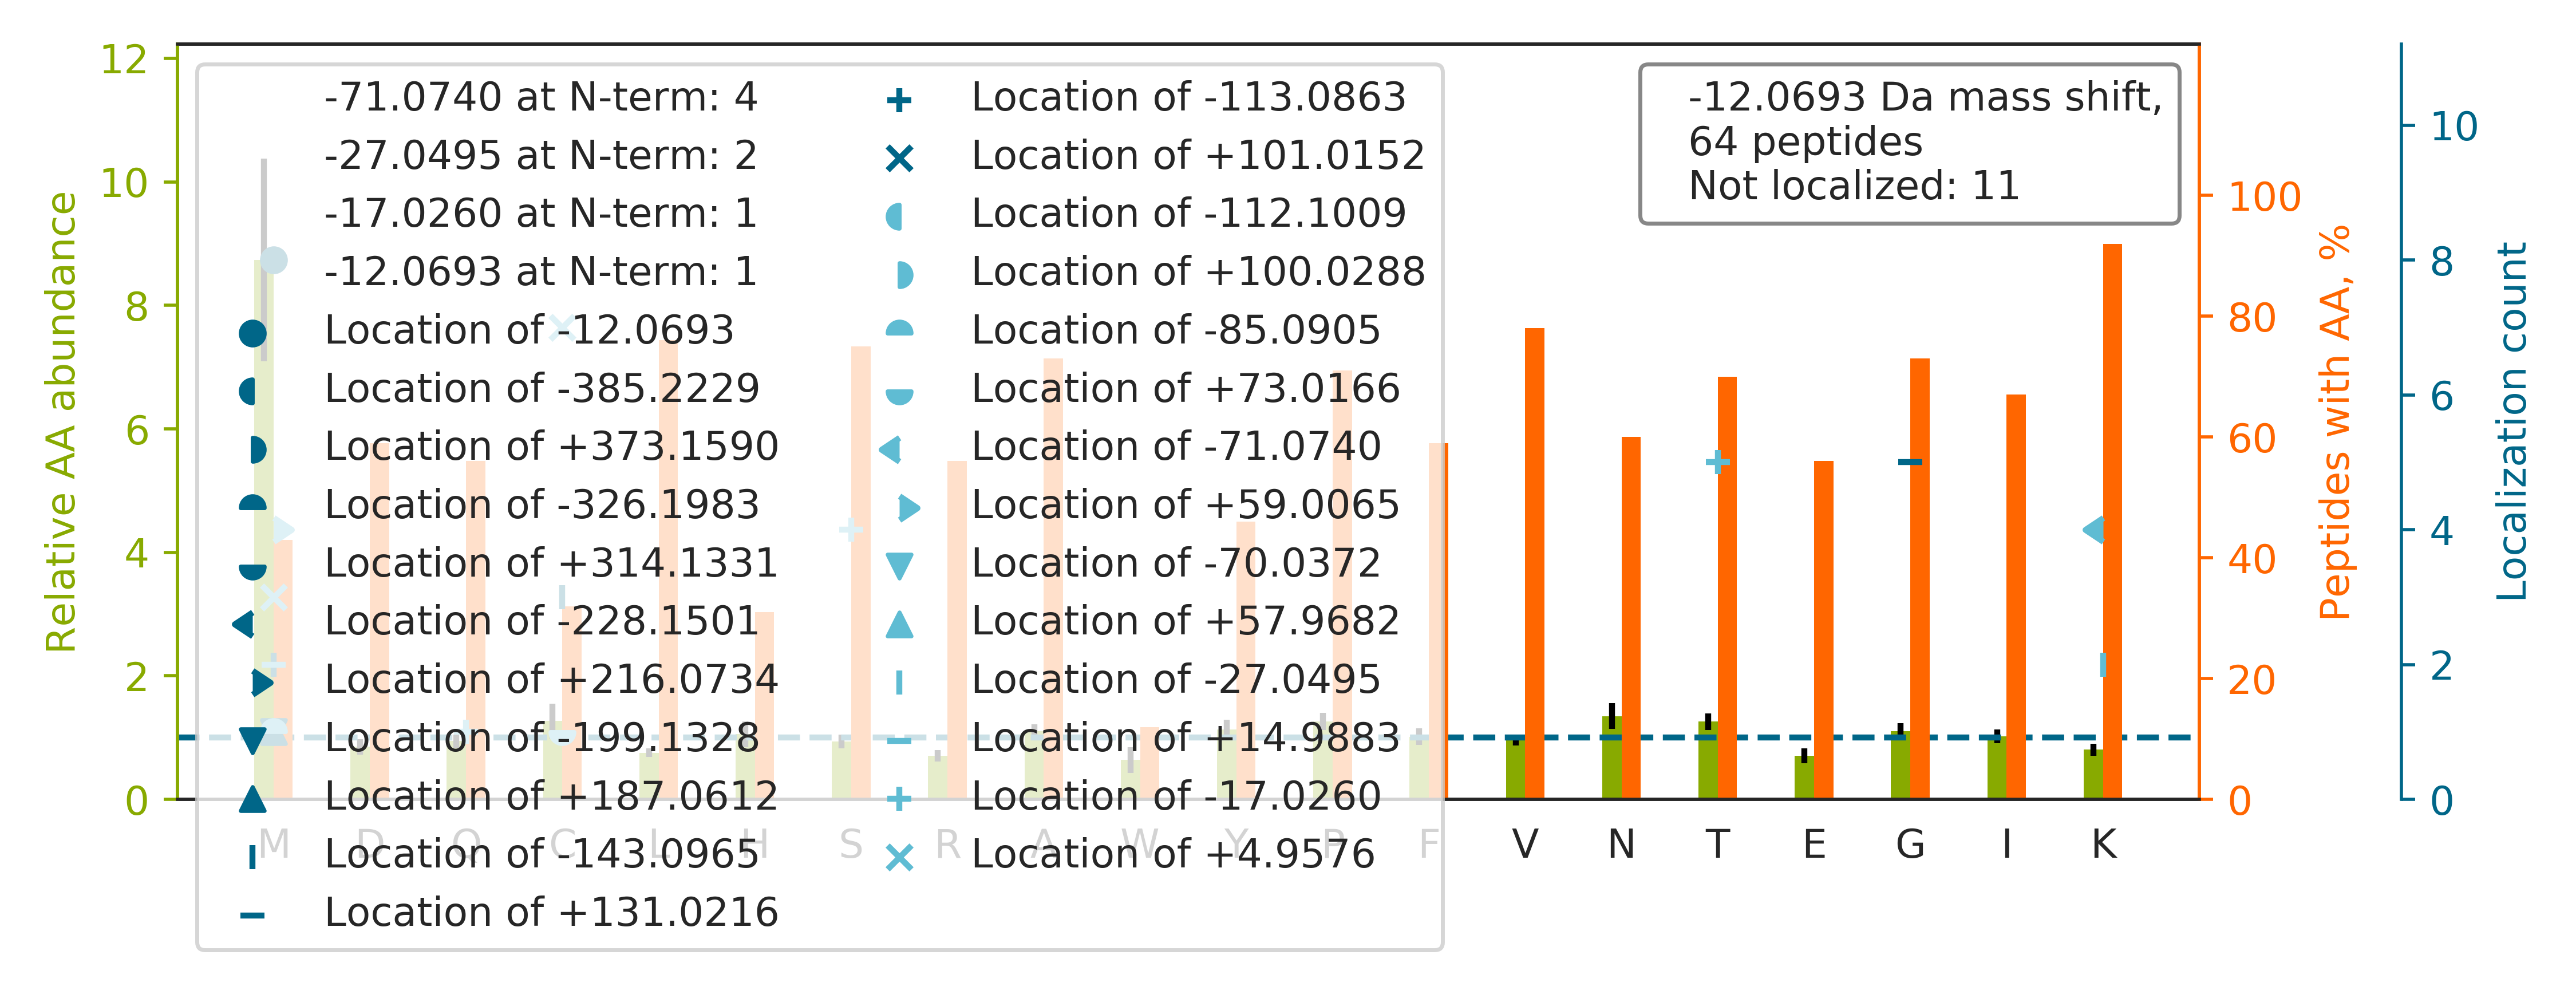 12
10
8
6
4
2
0
Relative AA abundance
-71.0740 at N-term: 4
-27.0495 at N-term: 2
-17.0260 at N-term: 1
-12.0693 at N-term: 1
Location of -12.0693
Location of -385.2229
Location of +373.1590
Location of -326.1983
Location of +314.1331
Location of -228.1501
Location of +216.0734
Location of -199.1328
Location of +187.0612
Location of -143.0965
Location of +131.0216
Location of -113.0863
Location of +101.0152
Location of -112.1009
Location of +100.0288
Location of -85.0905
Location of +73.0166
Location of -71.0740
Location of +59.0065
Location of -70.0372
Location of +57.9682
Location of -27.0495
Location of +14.9883
Location of -17.0260
Location of +4.9576
-12.0693 Da mass shift,
64 peptides
Not localized: 11
M D Q C L H S R A W Y P F V N T E G I K
100
80
60
40
20
0
Peptides with AA, %
10
8
6
4
2
0
Localization count